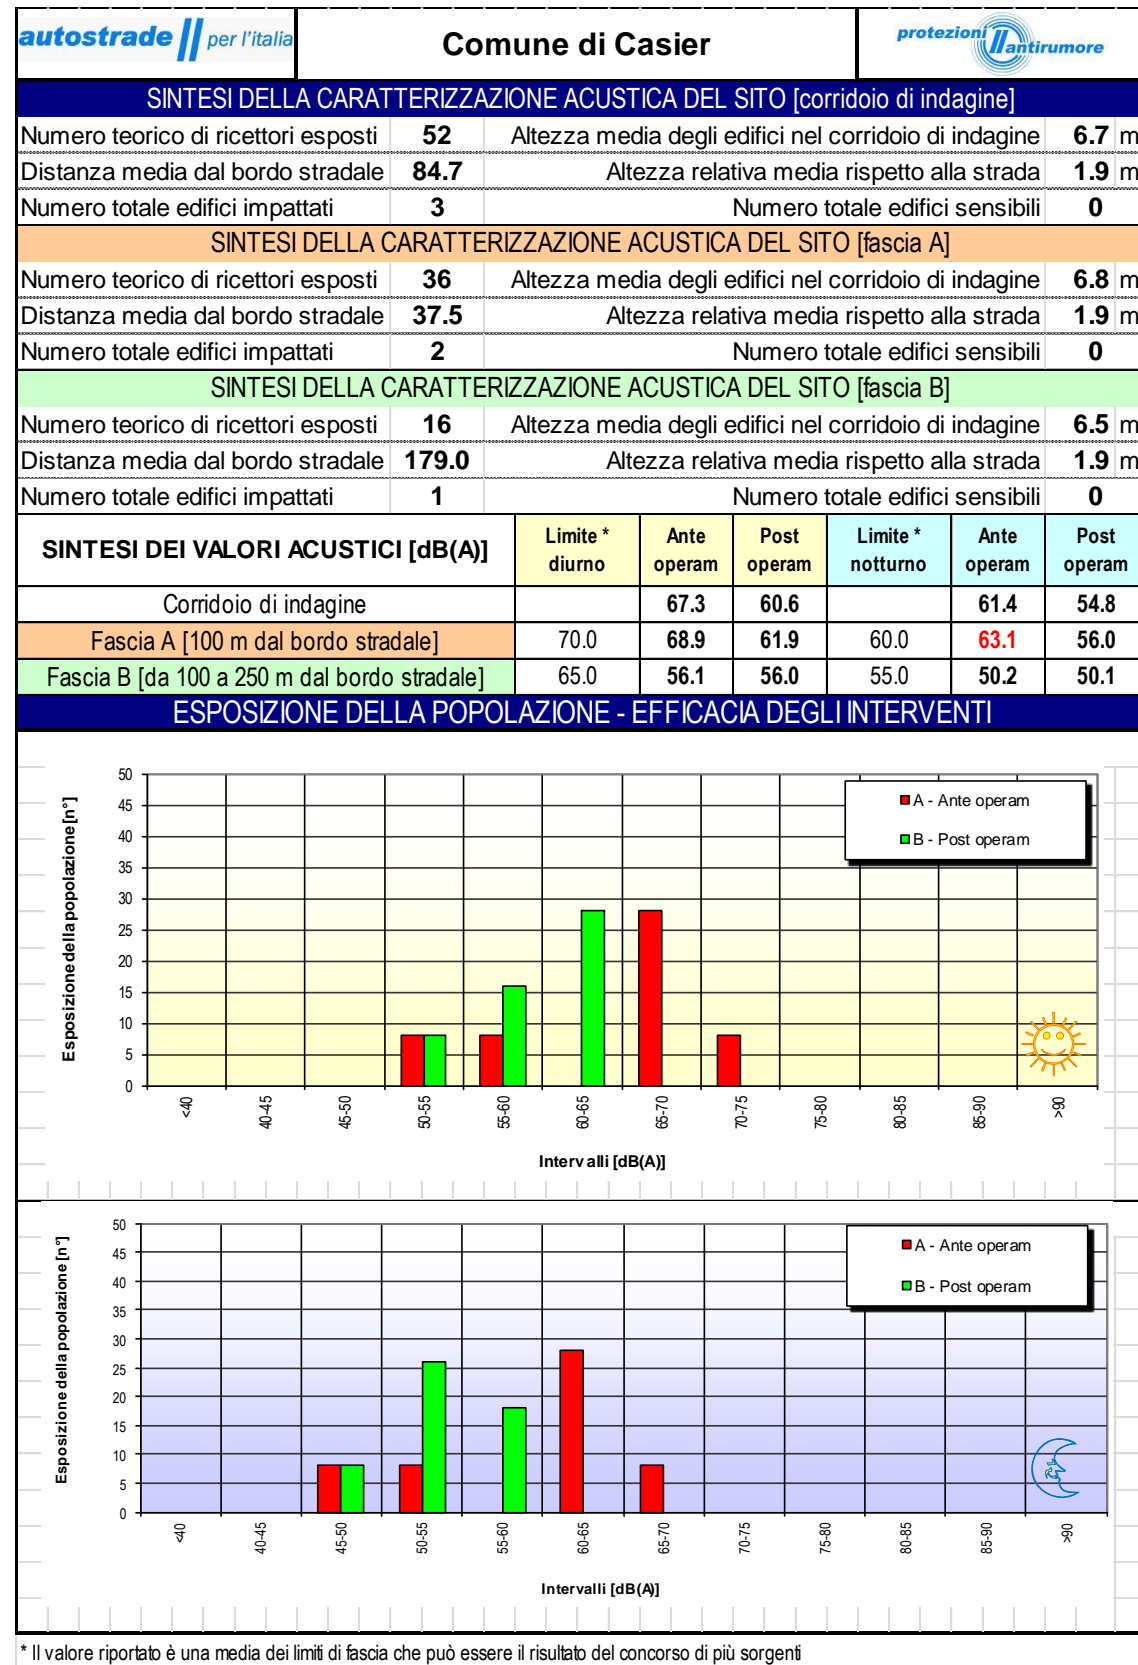 autostrade per l'italia
Comune di Casier
protezioni antirumore
SINTESI DELLA CARATTERIZZAZIONE ACUSTICA DEL SITO [corridoio di indagine]
Numero teorico di ricettori esposti 52 Altezza media degli edifici nel corridoio di indagine 6.7 m
Distanza media dal bordo stradale 84.7 Altezza relativa media rispetto alla strada 1.9 m
Numero totale edifici impattati 3 Numero totale edifici sensibili 0
SINTESI DELLA CARATTERIZZAZIONE ACUSTICA DEL SITO [fascia A]
Numero teorico di ricettori esposti 36 Altezza media degli edifici nel corridoio di indagine 6.8 m
Distanza media dal bordo stradale 37.5 Altezza relativa media rispetto alla strada 1.9 m
Numero totale edifici impattati 2 Numero totale edifici sensibili 0
SINTESI DELLA CARATTERIZZAZIONE ACUSTICA DEL SITO [fascia B]
Numero teorico di ricettori esposti 16 Altezza media degli edifici nel corridoio di indagine 6.5 m
Distanza media dal bordo stradale 179.0 Altezza relativa media rispetto alla strada 1.9 m
Numero totale edifici impattati 1 Numero totale edifici sensibili 0
SINTESI DEI VALORI ACUSTICI [dB(A)] Limite * diurno Ante operam Post operam Limite * notturno Ante operam Post operam
Corridoio di indagine 67.3 60.6 61.4 54.8
Fascia A [100 m dal bordo stradale] 70.0 68.9 61.9 60.0 63.1 56.0
Fascia B [da 100 a 250 m dal bordo stradale] 65.0 56.1 56.0 55.0 50.2 50.1
ESPOSIZIONE DELLA POPOLAZIONE - EFFICACIA DEGLI INTERVENTI
Esposizione della popolazione [n°]
50
45
40
35
30
25
20
15
10
5
0
A - Ante operam
B - Post operam
<40 40-45 45-50 50-55 55-60 60-65 65-70 70-75 75-80 80-85 85-90 >90
Intervalli [dB(A)]
Esposizione della popolazione [n°]
50
45
40
35
30
25
20
15
10
5
0
A - Ante operam
B - Post operam
<40 40-45 45-50 50-55 55-60 60-65 65-70 70-75 75-80 80-85 85-90 >90
Intervalli [dB(A)]
* Il valore riportato è una media dei limiti di fascia che può essere il risultato del concorso di più sorgenti